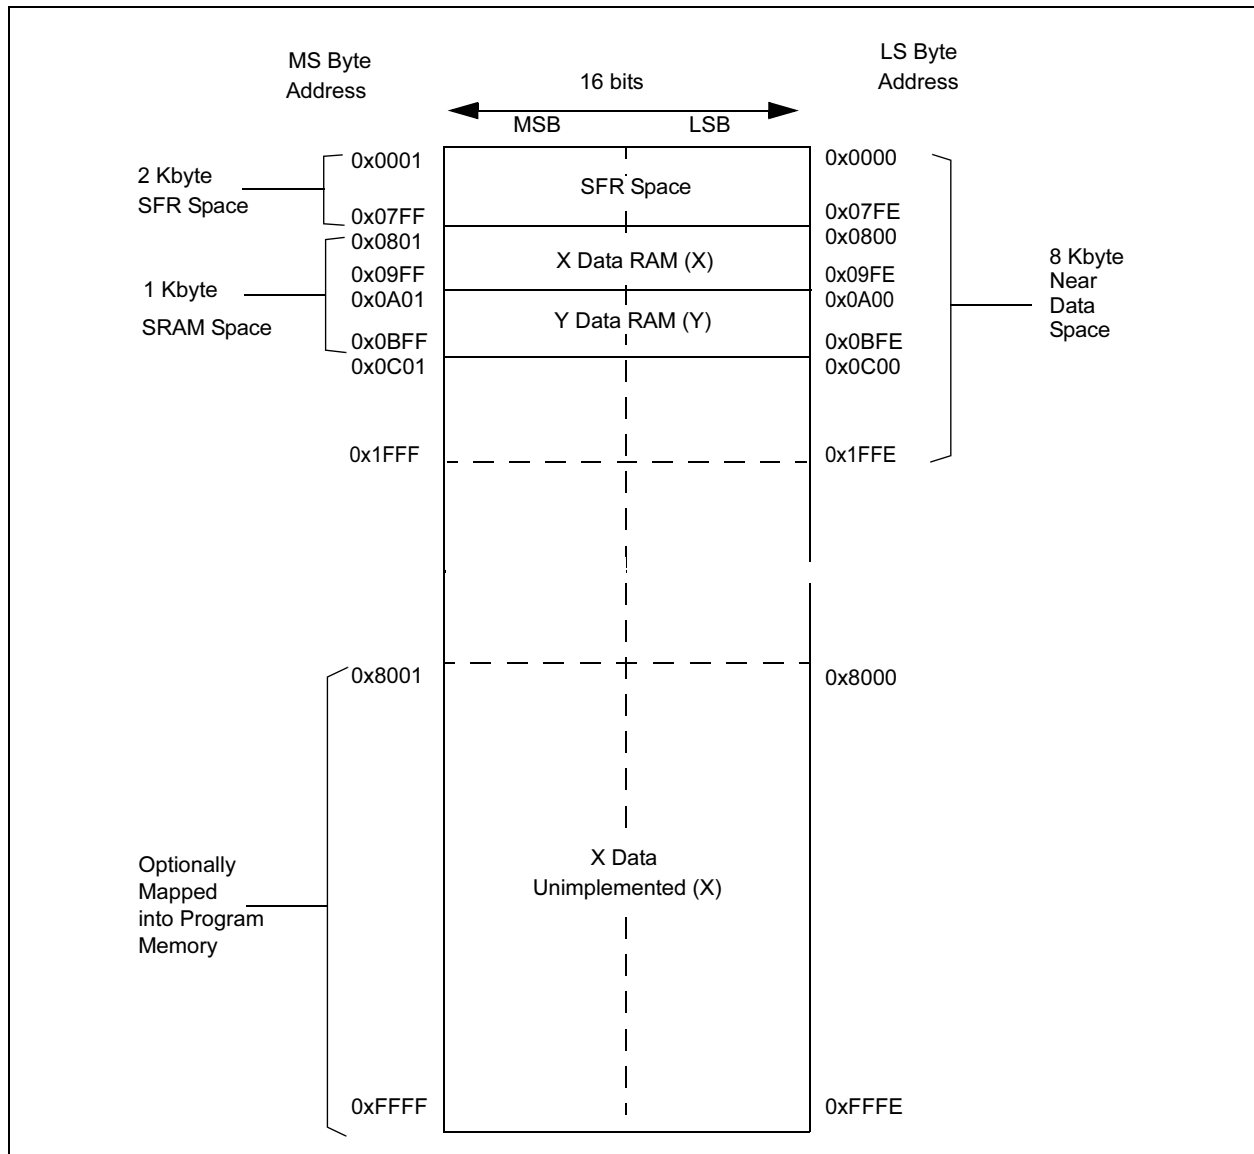 MS Byte
Address
LS Byte
Address
16 bits
MSB
LSB
2 Kbyte
SFR Space
0x0001
0x07FF
SFR Space
0x0000
0x07FE
1 Kbyte
SRAM Space
0x0801
0x09FF
0x0A01
0x0BFF
0x0C01
X Data RAM (X)
Y Data RAM (Y)
0x0800
0x09FE
0x0A00
0x0BFE
0x0C00
8 Kbyte
Near
Data
Space
0x1FFF
0x1FFE
0x8001
0x8000
Optionally
Mapped
into Program
Memory
X Data
Unimplemented (X)
0xFFFF
0xFFFE